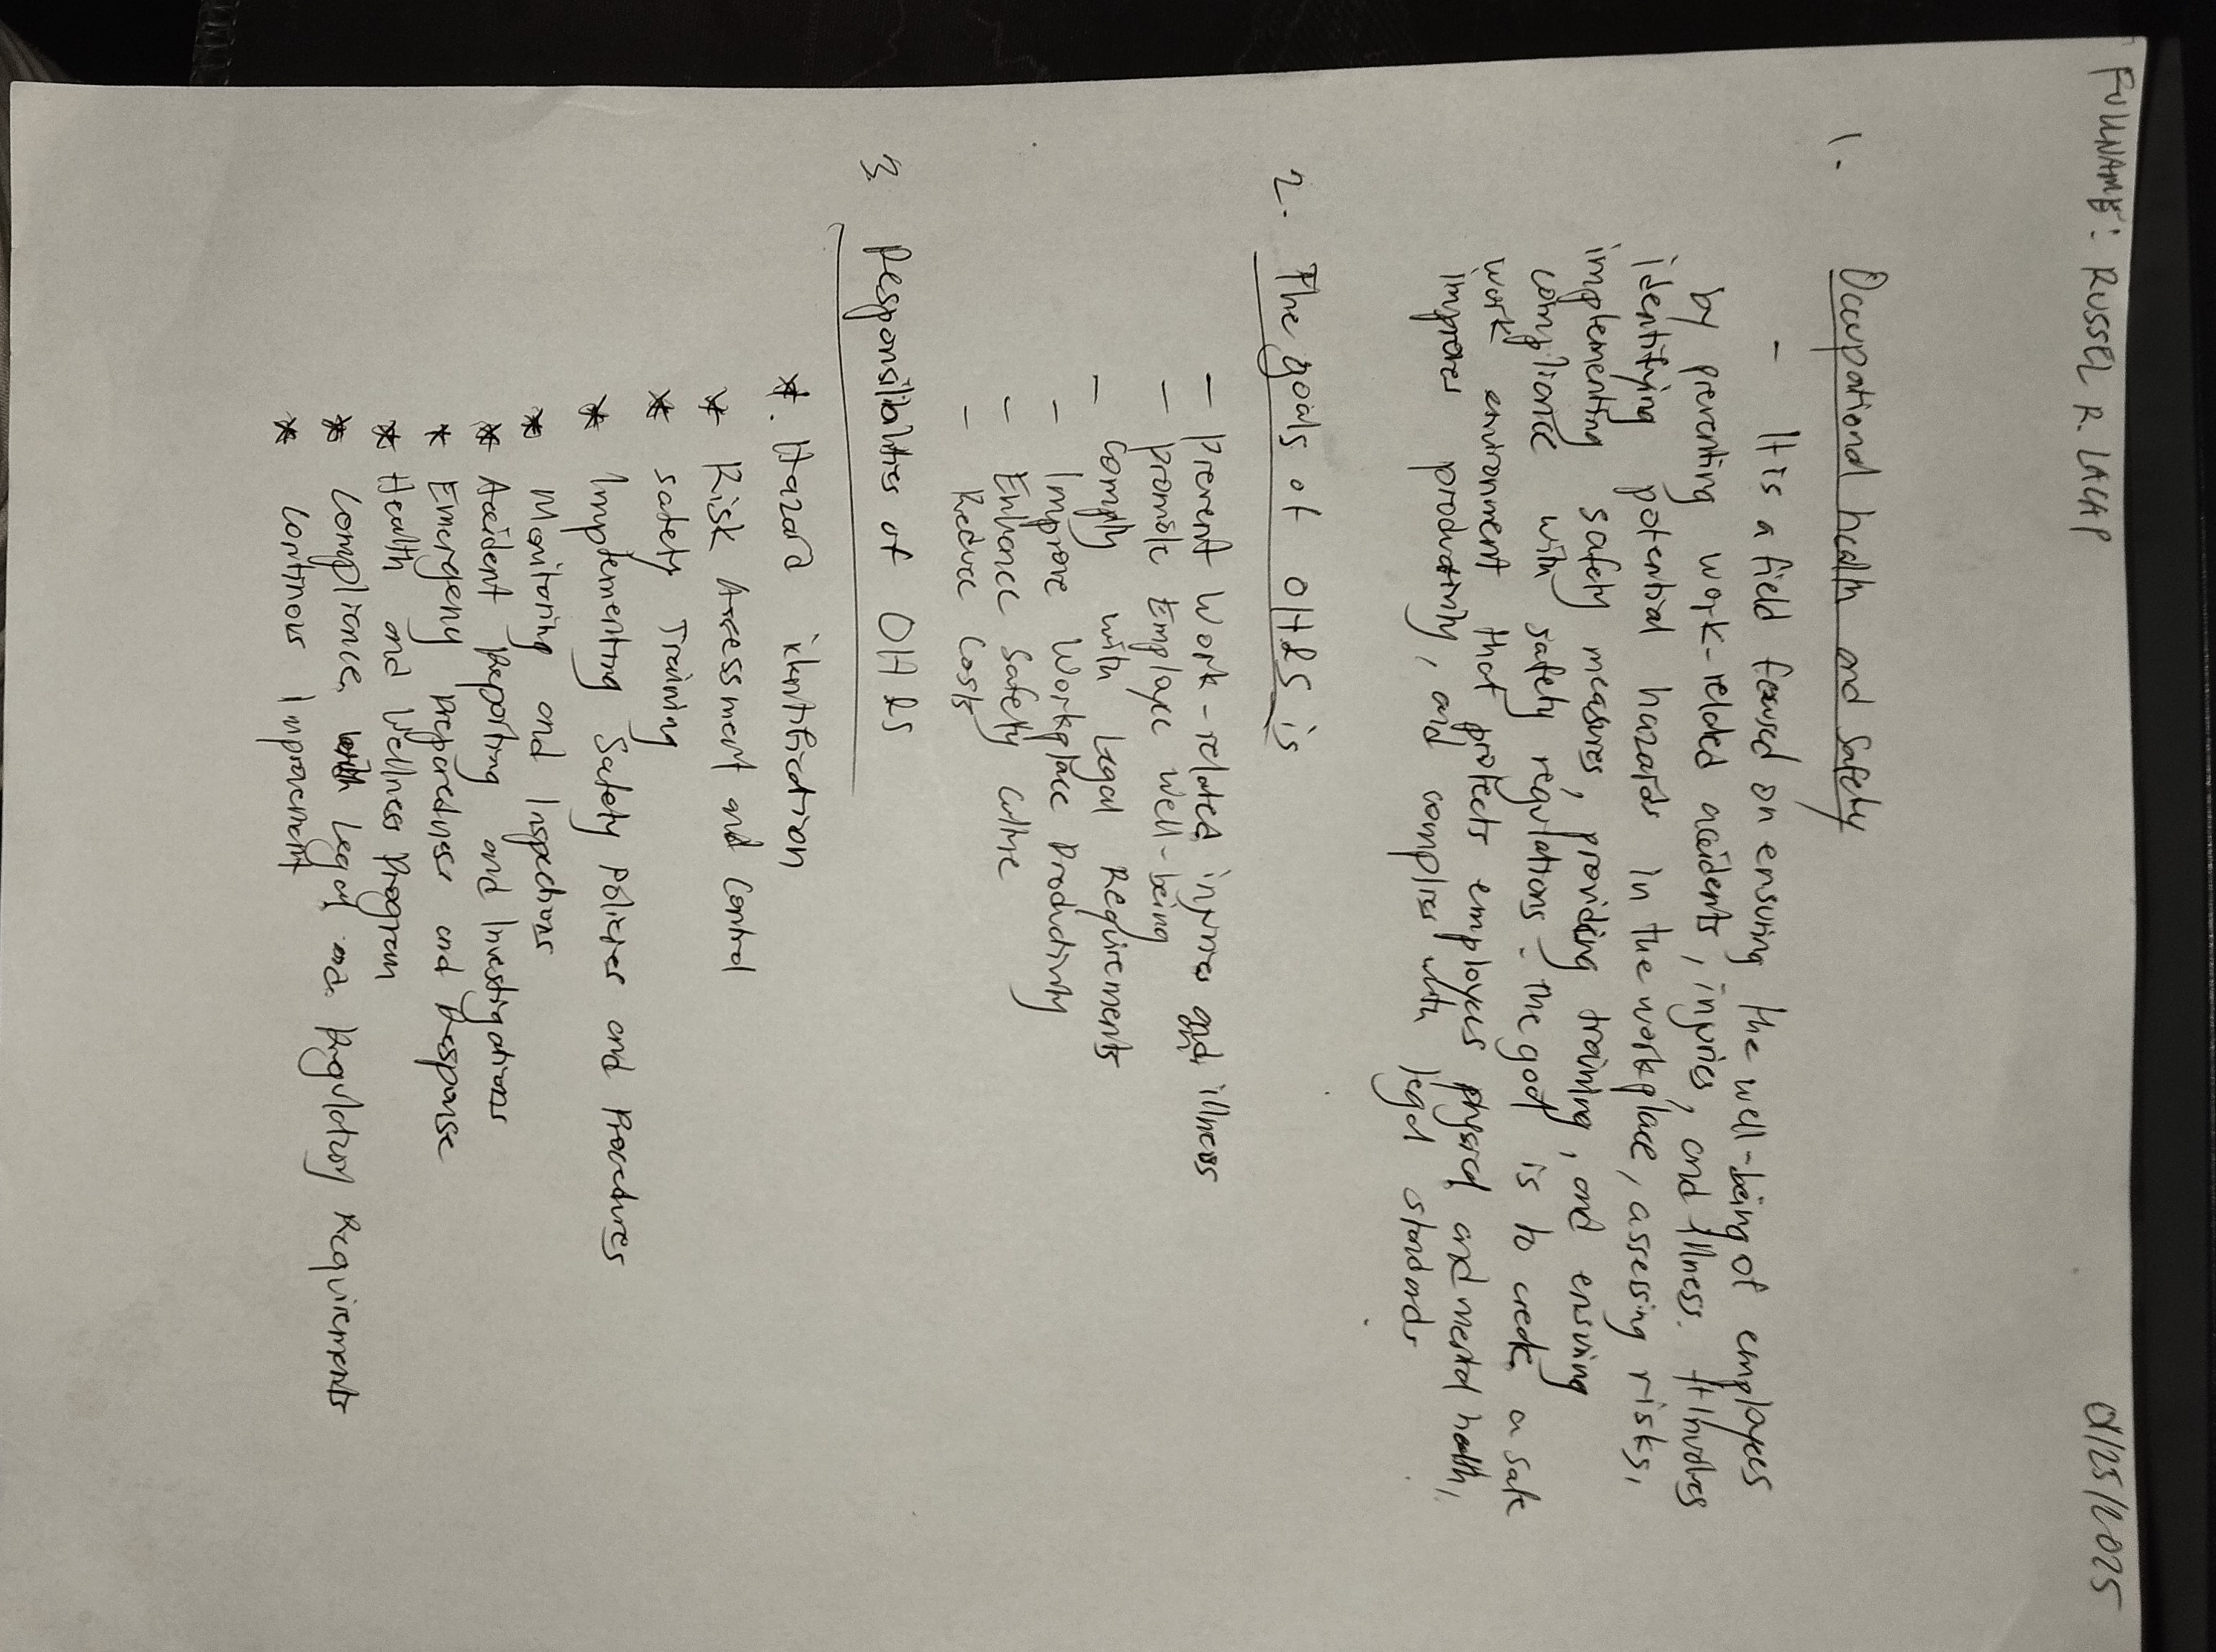 FULLNAME: RUSSEL R. LACAP
01/25/2025
1. Occupational health and Safety
- It is a field focused on ensuring the well-being of employees
by preventing work-related accidents, injuries, and illness. It Involves
identifying potential hazards in the workplace, assessing risks,
implementing safety measures, providing training, and ensuring
compliance with safety regulations. The goal is to create a safe
work environment that protects employees physical and mental health,
improves productivity, and complies with legal standards
2. The goals of OH&S is
- Prevent Work-related injuries and illness
- promote Employee Well-being
- Comply with Legal Requirements
- Improve Workplace Productivity
- Enhance Safety Culture
- Reduce Costs
3. Responsilibalities of OH&S
* . Hazard identification
* Risk Assessment and Control
* Safety Training
* Implementing Safety Policies and Procedures
* Monitoring and Inspections
* Accident Reporting and Investigations
* Emergeny Preparedness and Response
* Health and Wellness Program
* Compliance with Legal and Regulatory Requirements
* Continous Improvement